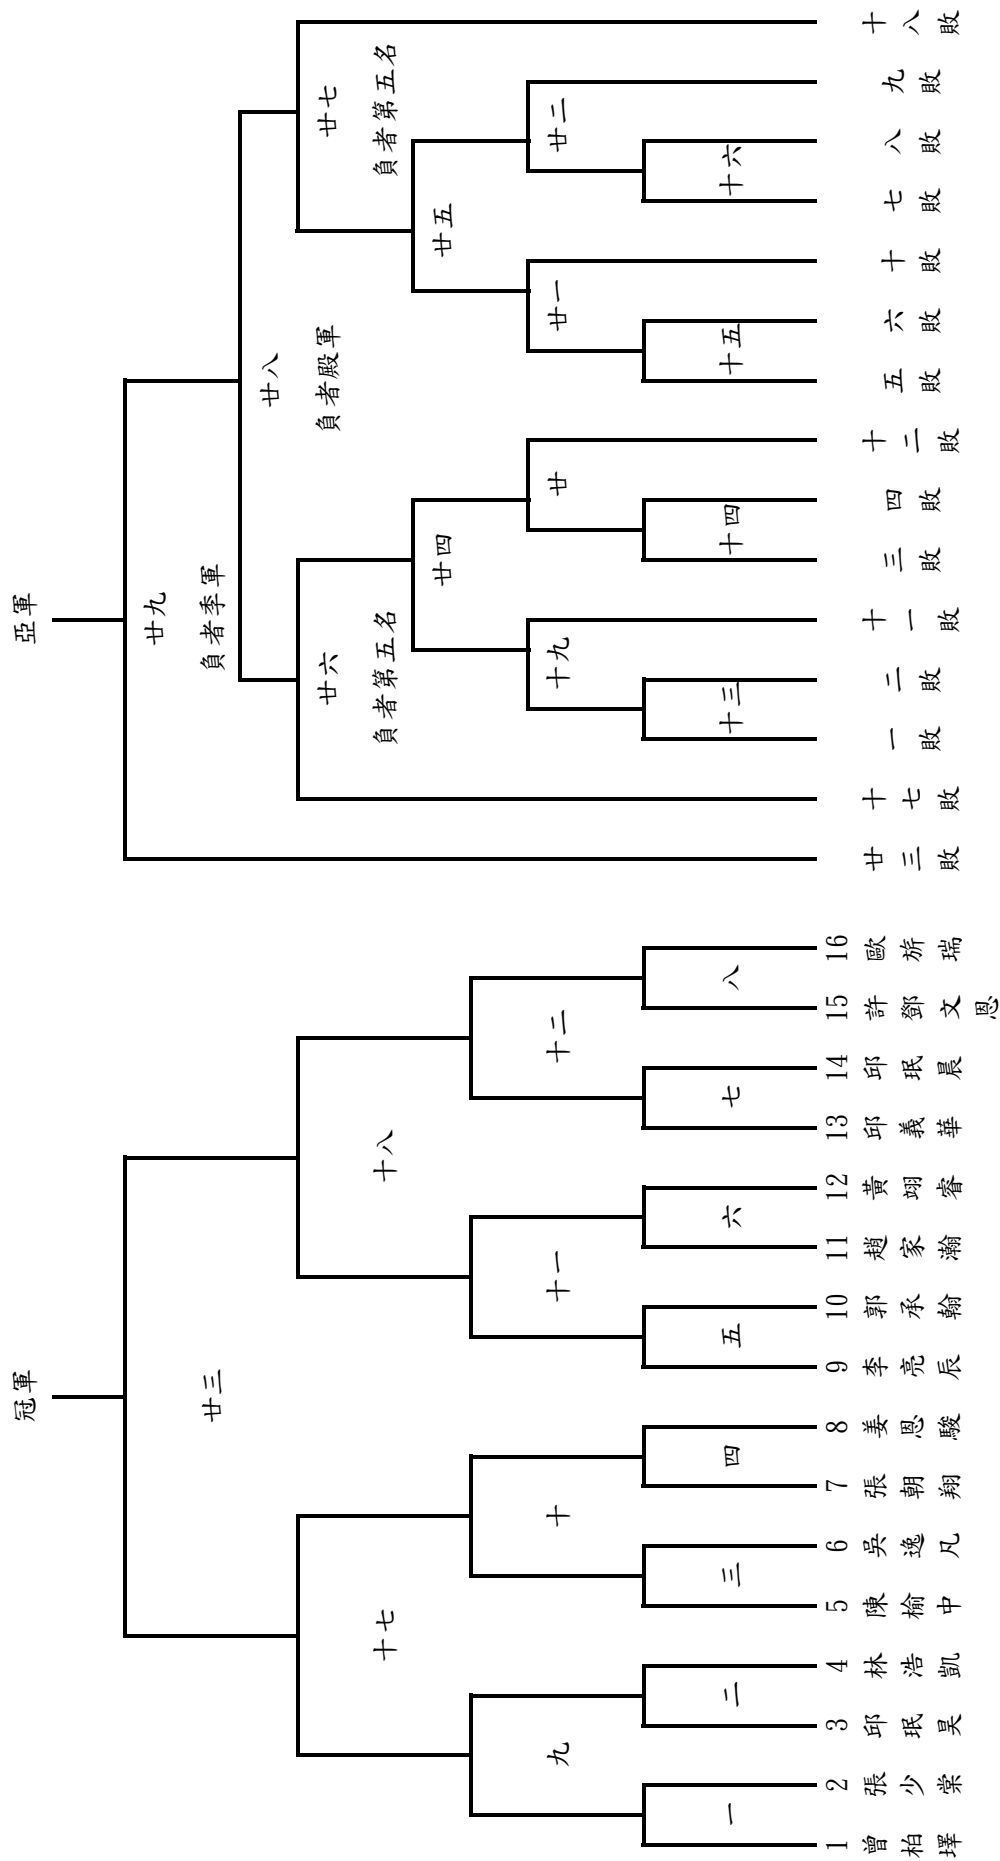 冠軍
廿三
十七
十八
九
十
十一
十二
一
二
三
四
五
六
七
八
1 曾柏墿
2 張少棠
3 邱珉昊
4 林浩凱
5 陳榆中
6 吳逸凡
7 張朝翔
8 姜恩駿
9 李亮辰
10 郭承翰
11 趙家瀚
12 黃翊睿
13 邱義華
14 邱珉晨
15 許鄧文恩
16 歐旂瑞
亞軍
廿九
負者季軍
廿八
負者殿軍
廿六
負者第五名
廿七
負者第五名
廿四
廿五
十九
廿
廿一
廿二
十三
十四
十五
十六
廿三敗
十七敗
一敗
二敗
十一敗
三敗
四敗
十二敗
五敗
六敗
十敗
七敗
八敗
九敗
十八敗